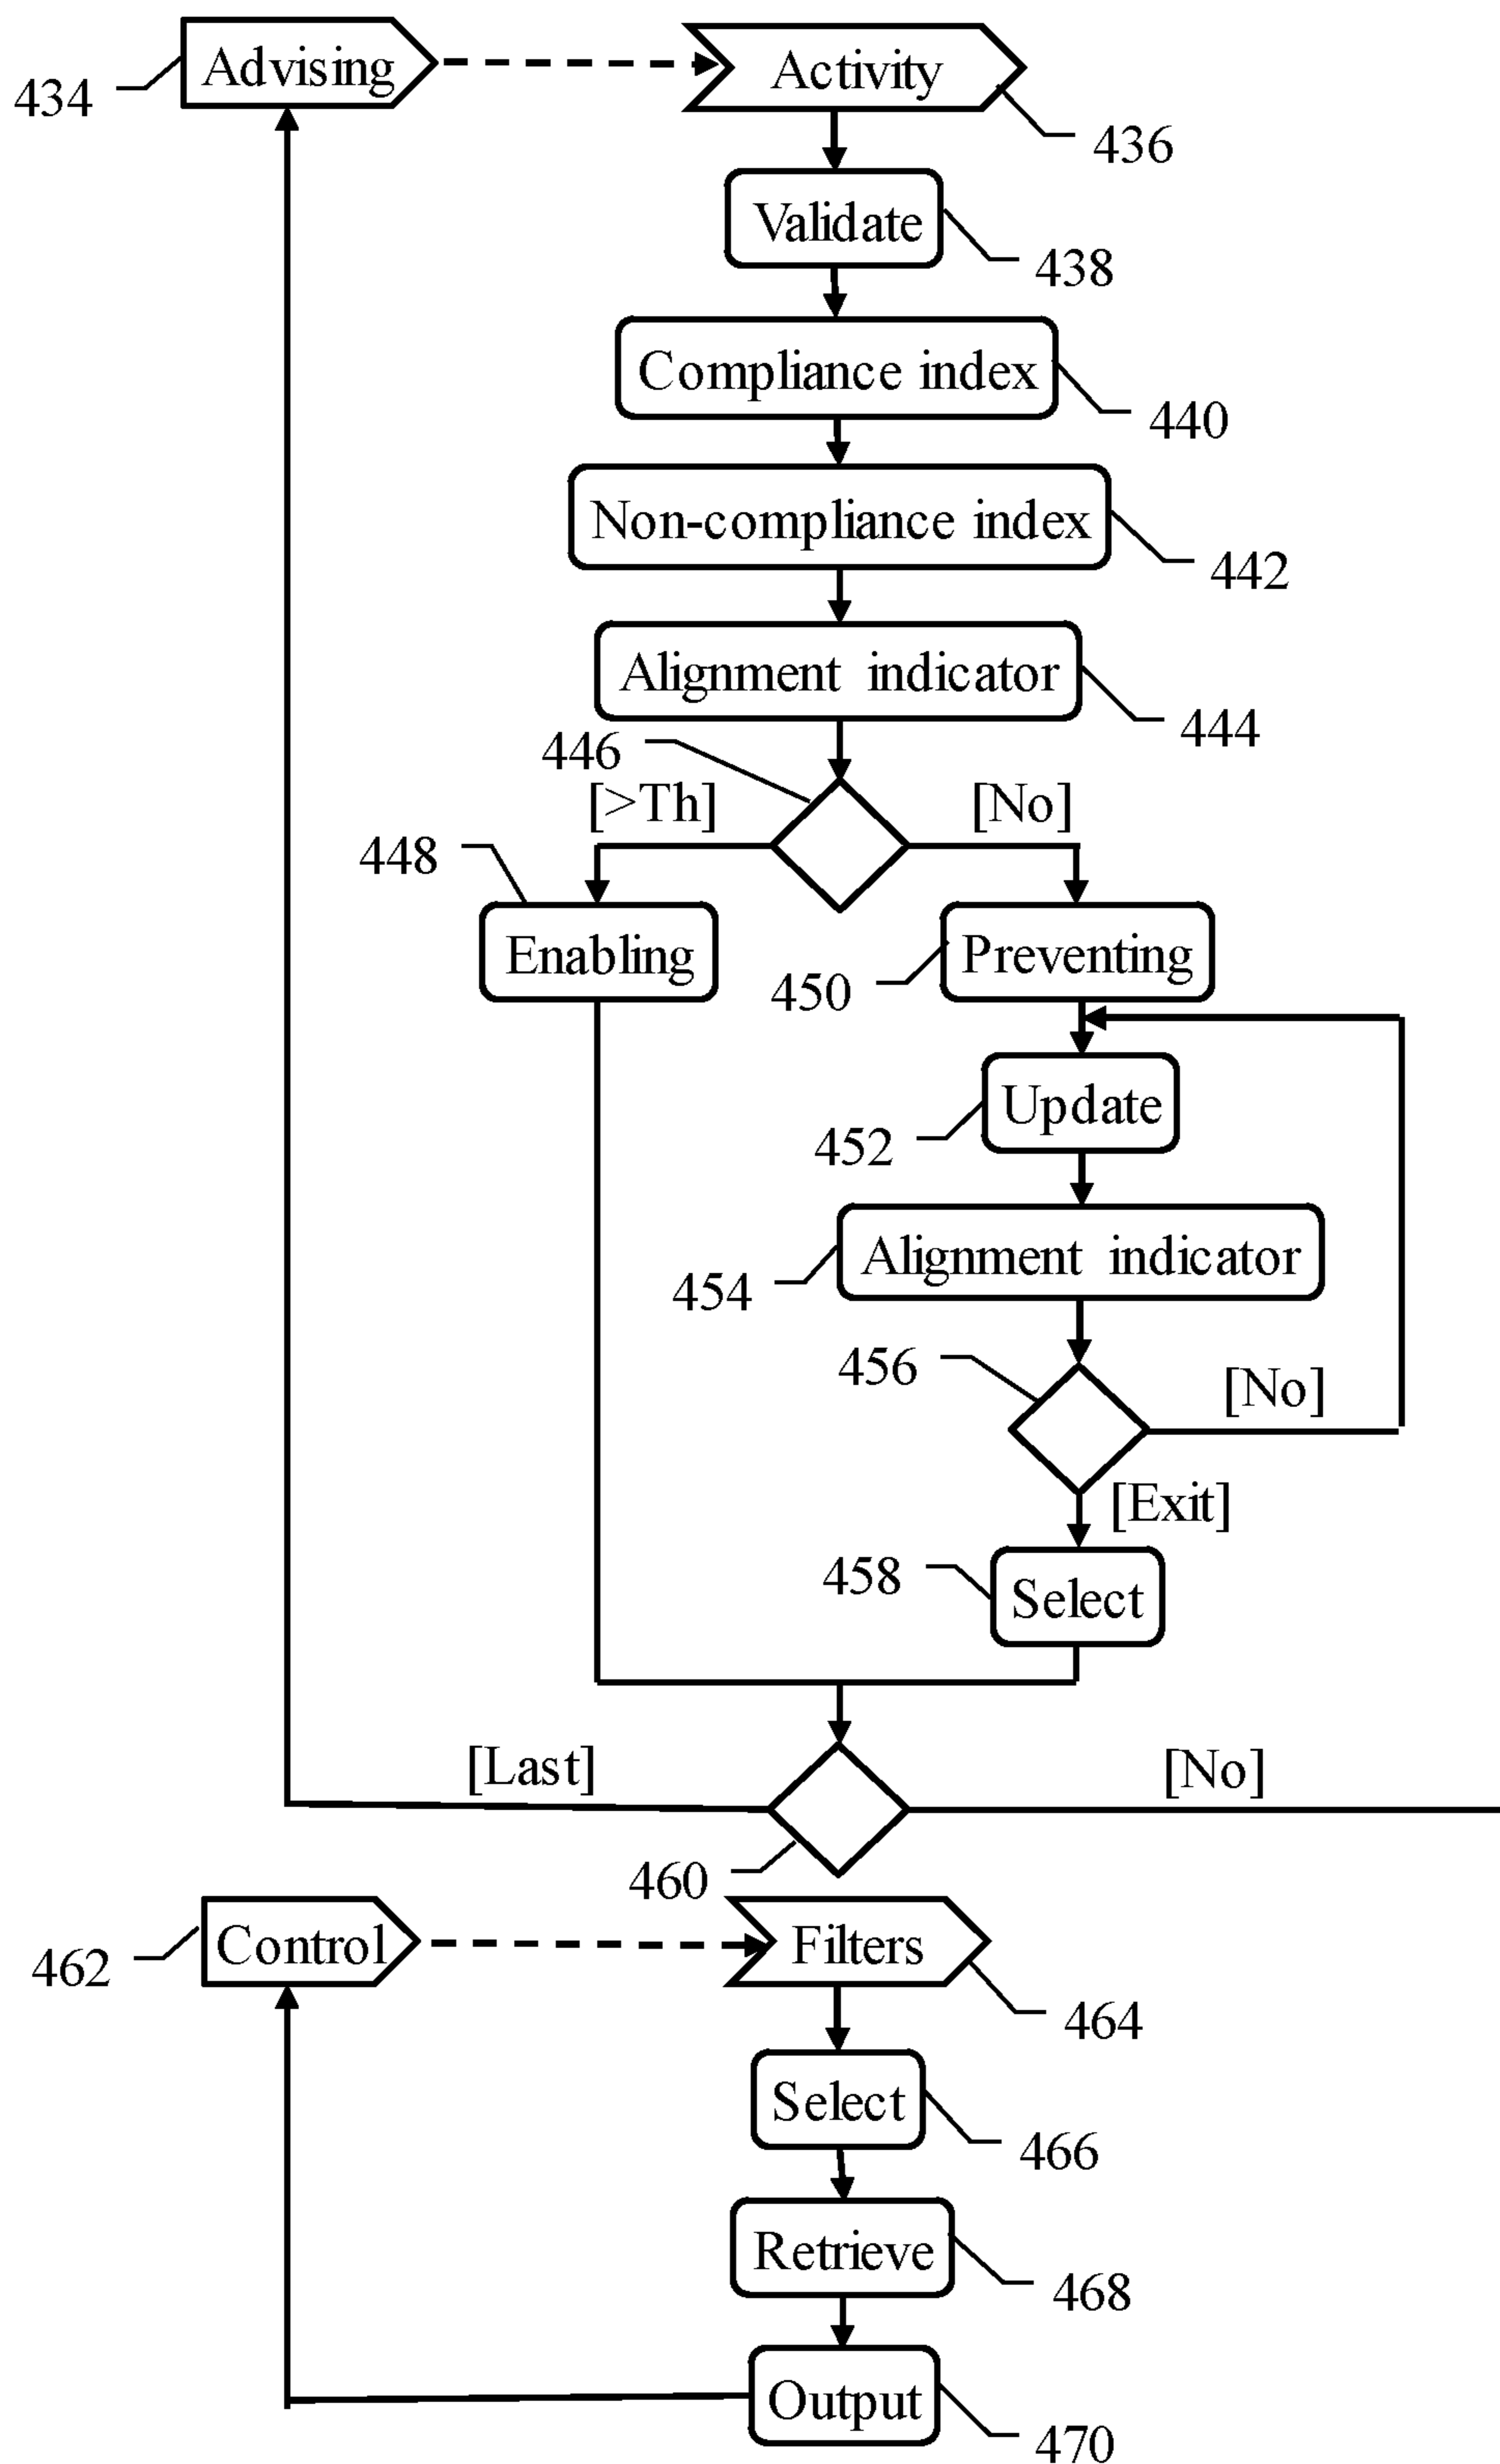 Advising
Activity
434
436
Validate
438
Compliance index
440
Non-compliance index
442
Alignment indicator
444
446
[>Th]
[No]
448
Enabling
Preventing
450
Update
452
Alignment indicator
454
456
[No]
[Exit]
458
Select
[Last]
[No]
460
Control
Filters
462
464
Select
466
Retrieve
468
Output
470